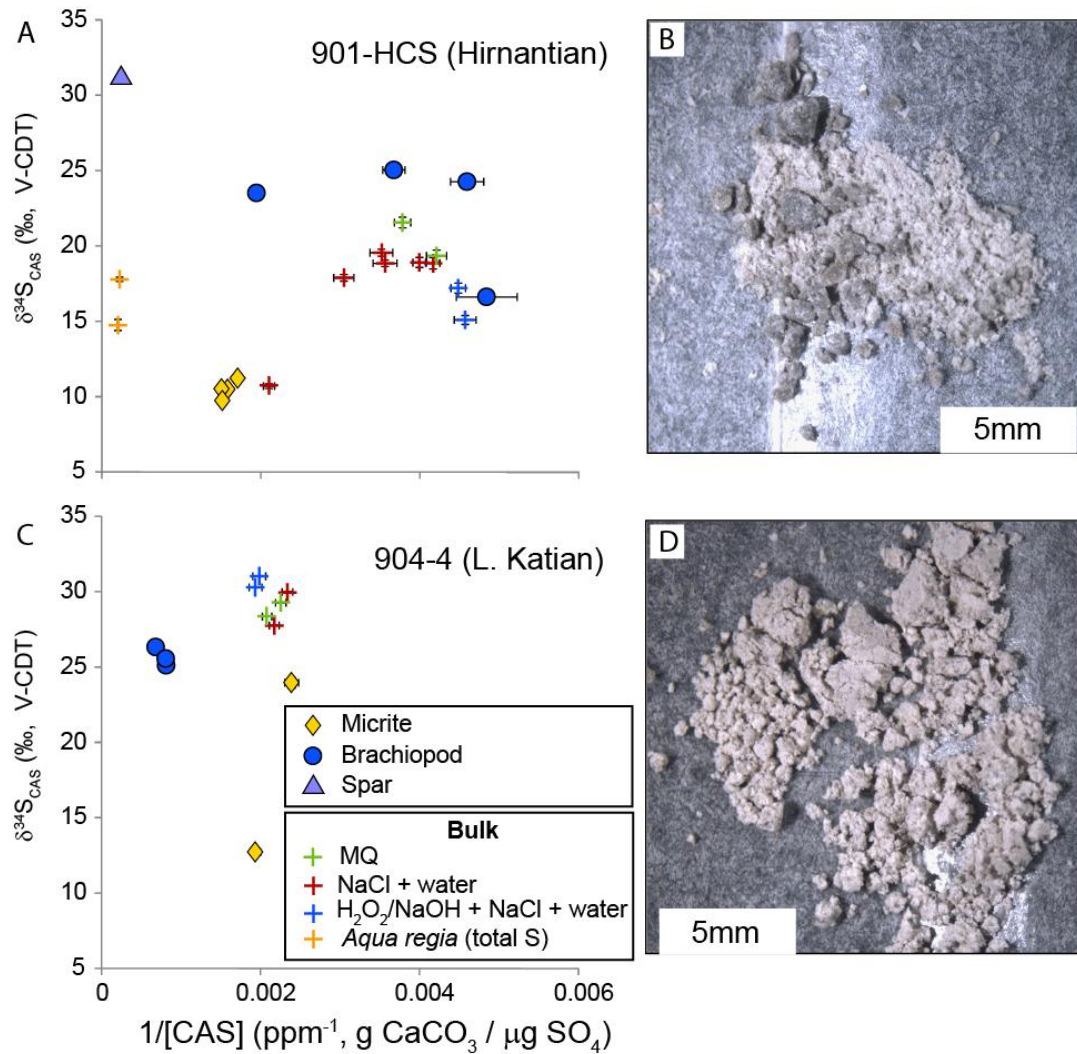 A
901-HCS (Hirnantian)
35
30
25
20
15
10
5
δ³⁴S_CAS (‰, V-CDT)
B
5mm
C
904-4 (L. Katian)
35
30
25
20
15
10
5
δ³⁴S_CAS (‰, V-CDT)
Micrite
Brachiopod
Spar
Bulk
MQ
NaCl + water
H₂O₂/NaOH + NaCl + water
Aqua regia (total S)
0 0.002 0.004 0.006
1/[CAS] (ppm⁻¹, g CaCO₃ / μg SO₄)
D
5mm